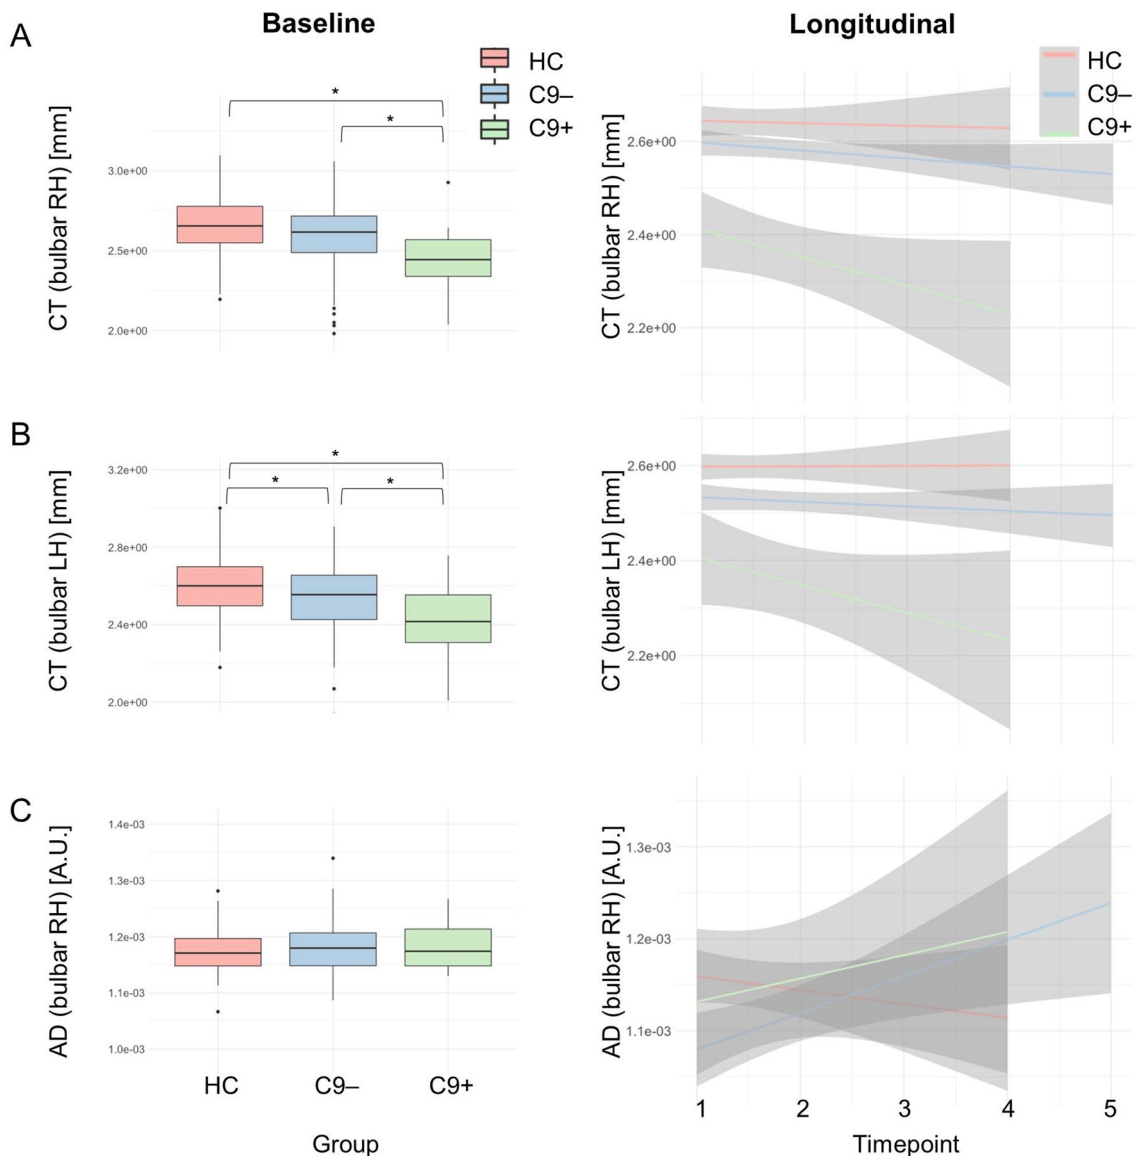 Baseline
Longitudinal
A
HC
C9–
C9+
*
*
CT (bulbar RH) [mm]
3.0e+00
2.5e+00
2.0e+00
HC
C9–
C9+
CT (bulbar RH) [mm]
2.6e+00
2.4e+00
2.2e+00
B
*
*
*
CT (bulbar LH) [mm]
3.2e+00
2.8e+00
2.4e+00
2.0e+00
CT (bulbar LH) [mm]
2.6e+00
2.4e+00
2.2e+00
C
AD (bulbar RH) [A.U.]
1.4e-03
1.3e-03
1.2e-03
1.1e-03
1.0e-03
HC C9– C9+
Group
AD (bulbar RH) [A.U.]
1.3e-03
1.2e-03
1.1e-03
1 2 3 4 5
Timepoint